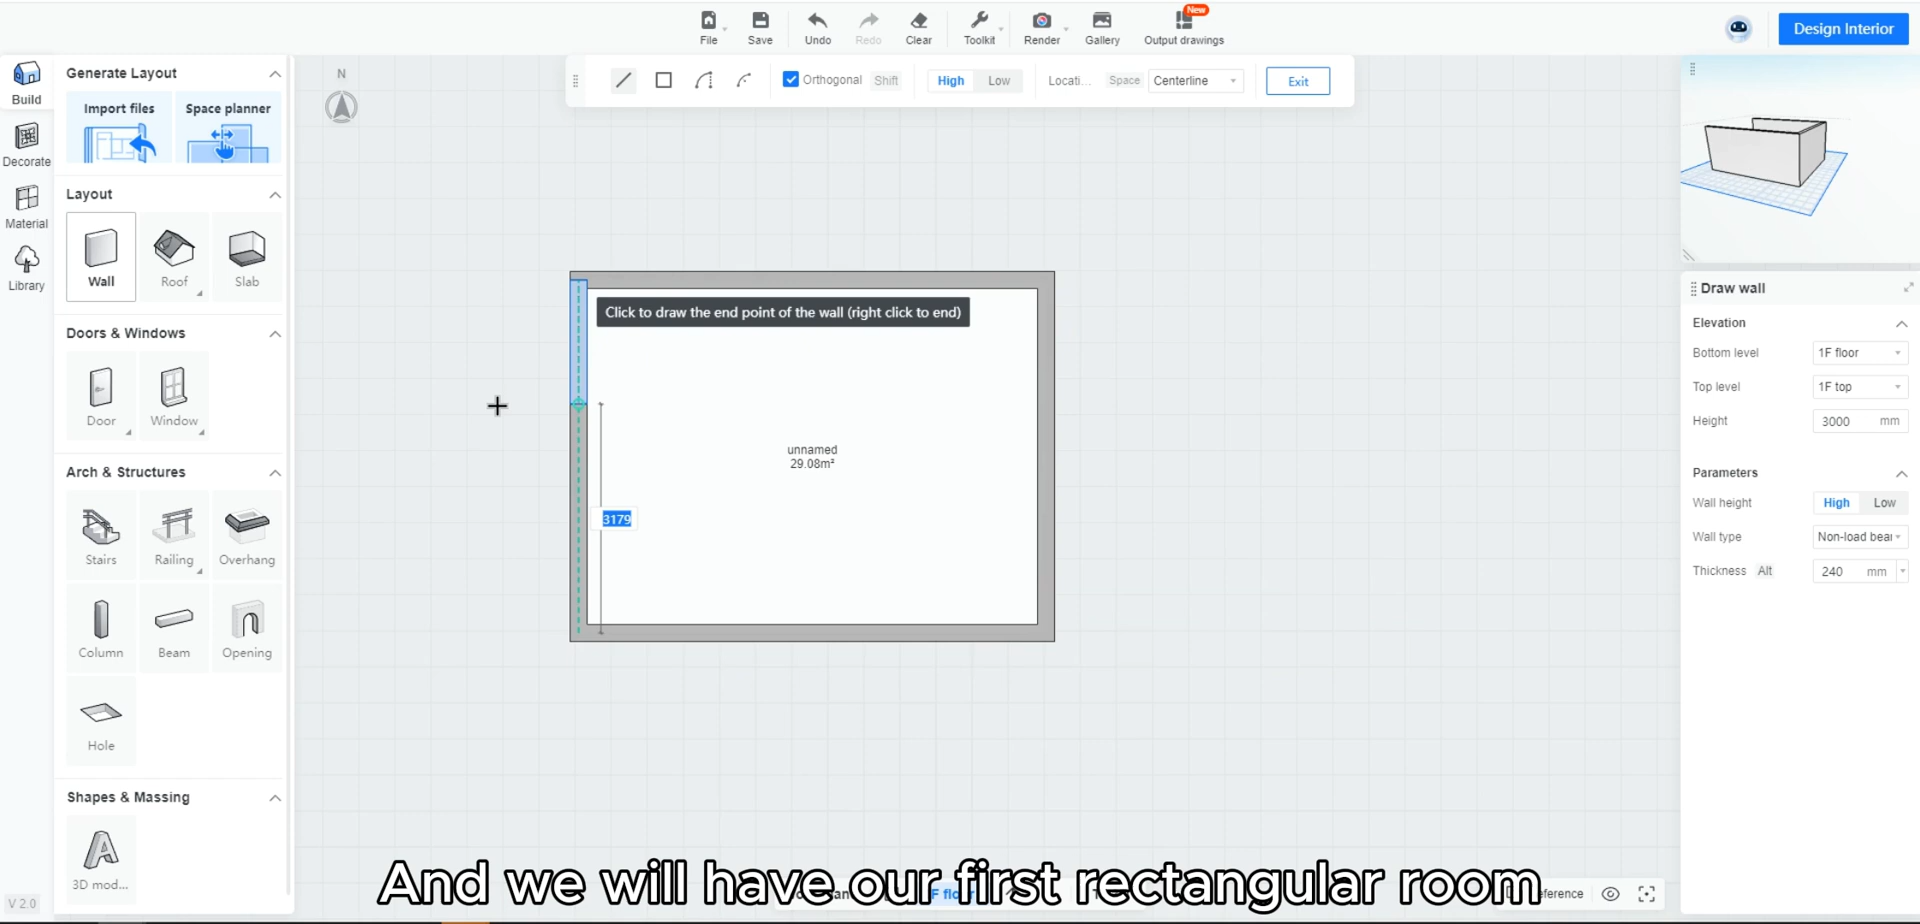 File
Save
Undo
Redo
Clear
Toolkit
Render
Gallery
New
Output drawings
Design Interior
Build
Decorate
Material
Library
V 2.0
Generate Layout
Import files
Space planner
Layout
Wall
Roof
Slab
Doors & Windows
Door
Window
Arch & Structures
Stairs
Railing
Overhang
Column
Beam
Opening
Hole
Shapes & Massing
3D mod...
N
Orthogonal
Shift
High
Low
Locati...
Space
Centerline
Exit
Click to draw the end point of the wall (right click to end)
unnamed
29.08m²
3179
Draw wall
Elevation
Bottom level
1F floor
Top level
1F top
Height
3000 mm
Parameters
Wall height
High
Low
Wall type
Non-load bear
Thickness
Alt
240 mm
And we will have our first rectangular room